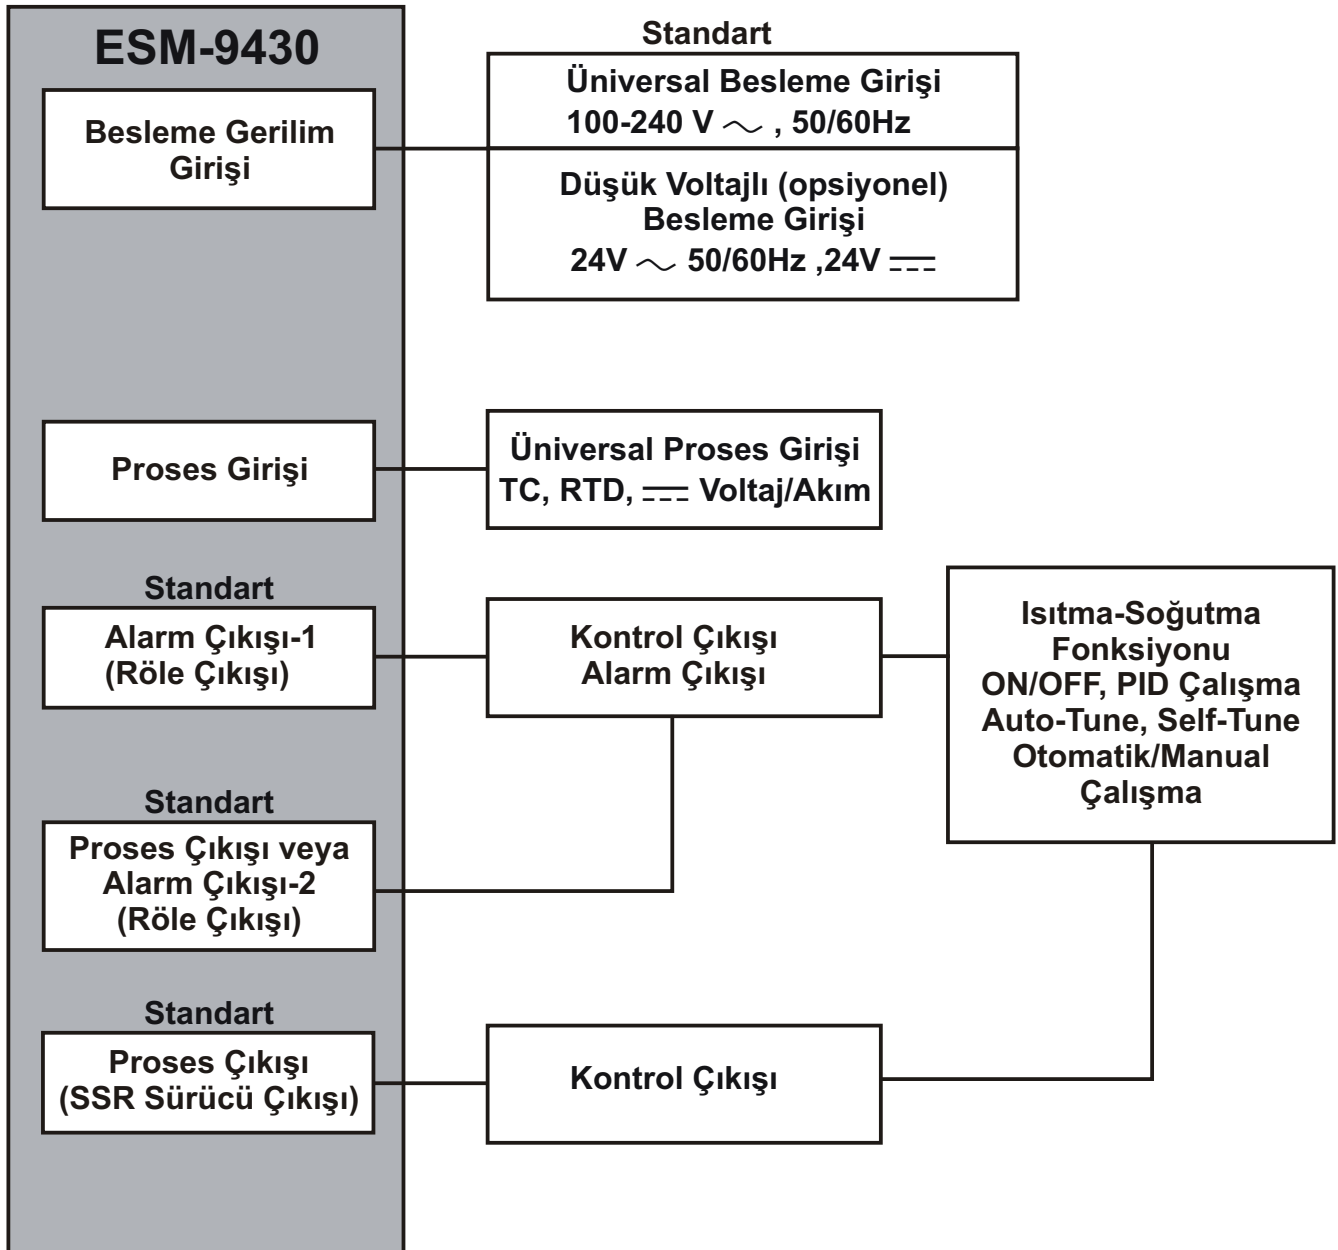 ESM-9430
Besleme Gerilim
Girişi
Standart
Üniversal Besleme Girişi
100-240 V ∼ , 50/60Hz
Düşük Voltajlı (opsiyonel)
Besleme Girişi
24V ∼ 50/60Hz ,24V ⎓
Proses Girişi
Üniversal Proses Girişi
TC, RTD, ⎓ Voltaj/Akım
Standart
Alarm Çıkışı-1
(Röle Çıkışı)
Kontrol Çıkışı
Alarm Çıkışı
Isıtma-Soğutma
Fonksiyonu
ON/OFF, PID Çalışma
Auto-Tune, Self-Tune
Otomatik/Manual
Çalışma
Standart
Proses Çıkışı veya
Alarm Çıkışı-2
(Röle Çıkışı)
Standart
Proses Çıkışı
(SSR Sürücü Çıkışı)
Kontrol Çıkışı